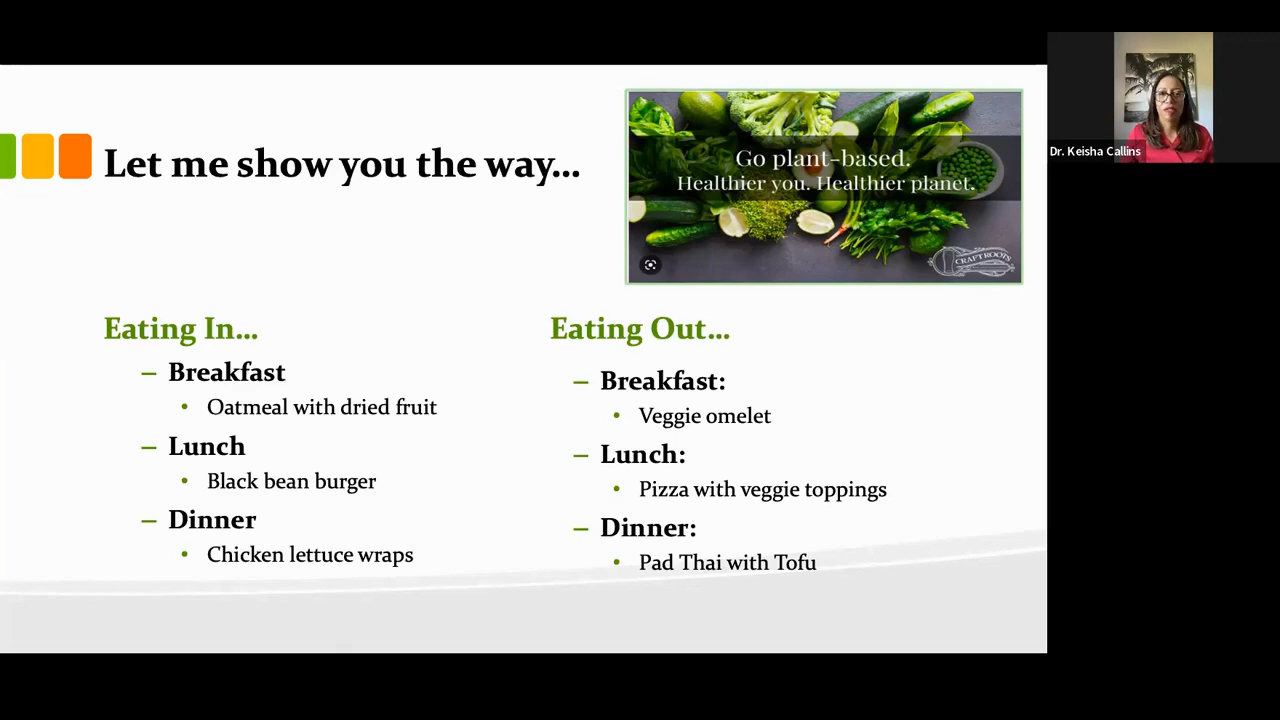 Let me show you the way...
Go plant-based.
Healthier you. Healthier planet.
CRAFT ROOTS
Dr. Keisha Callins
Eating In...
– Breakfast
• Oatmeal with dried fruit
– Lunch
• Black bean burger
– Dinner
• Chicken lettuce wraps
Eating Out...
– Breakfast:
• Veggie omelet
– Lunch:
• Pizza with veggie toppings
– Dinner:
• Pad Thai with Tofu